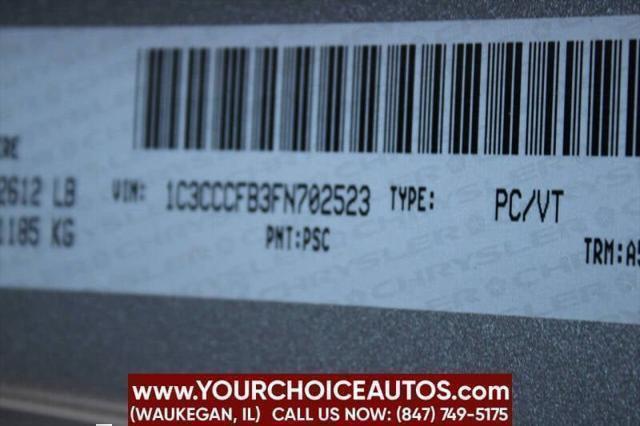 RE
2612 LB VIN: 1C3CCCFB3FN702523 TYPE: PC/VT
1185 KG PNT:PSC TRM:A5
CHRYSLER
www.YOURCHOICEAUTOS.com
(WAUKEGAN, IL) CALL US NOW: (847) 749-5175